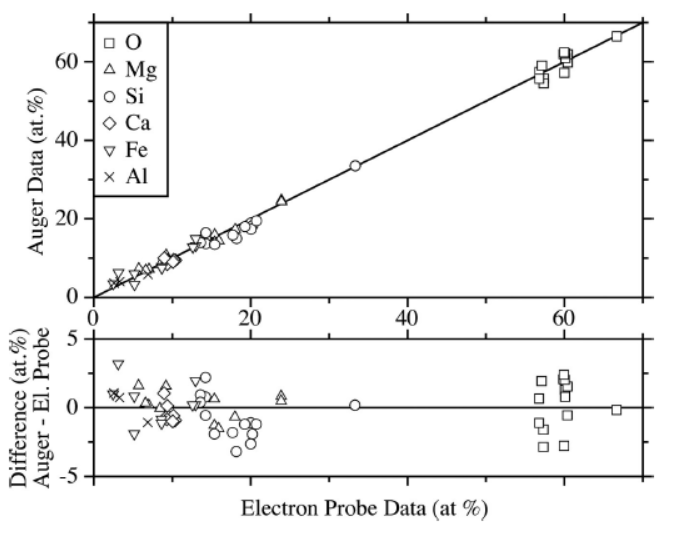 Auger Data (at.%)
60
40
20
0
O
Mg
Si
Ca
Fe
Al
0
20
40
60
Difference (at.%)
Auger - El. Probe
5
0
-5
Electron Probe Data (at %)